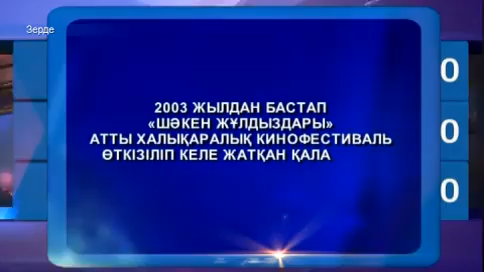 Зерде
2003 ЖЫЛДАН БАСТАП
«ШӘКЕН ЖҰЛДЫЗДАРЫ»
АТТЫ ХАЛЫҚАРАЛЫҚ КИНОФЕСТИВАЛЬ
ӨТКІЗІЛІП КЕЛЕ ЖАТҚАН ҚАЛА
0
0
0